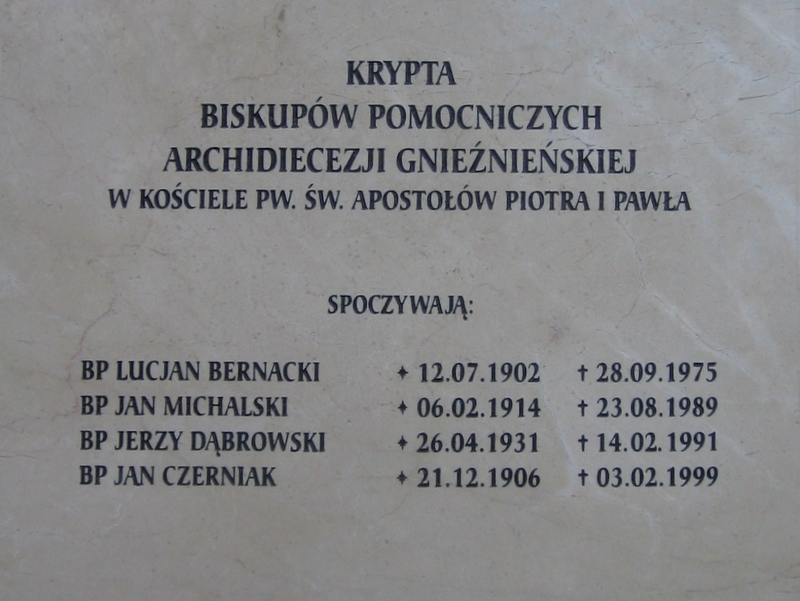 KRYPTA
BISKUPÓW POMOCNICZYCH
ARCHIDIECEZJI GNIEŹNIEŃSKIEJ
W KOŚCIELE PW. ŚW. APOSTOŁÓW PIOTRA I PAWŁA
SPOCZYWAJĄ:
BP LUCJAN BERNACKI ✦ 12.07.1902 † 28.09.1975
BP JAN MICHALSKI ✦ 06.02.1914 † 23.08.1989
BP JERZY DĄBROWSKI ✦ 26.04.1931 † 14.02.1991
BP JAN CZERNIAK ✦ 21.12.1906 † 03.02.1999